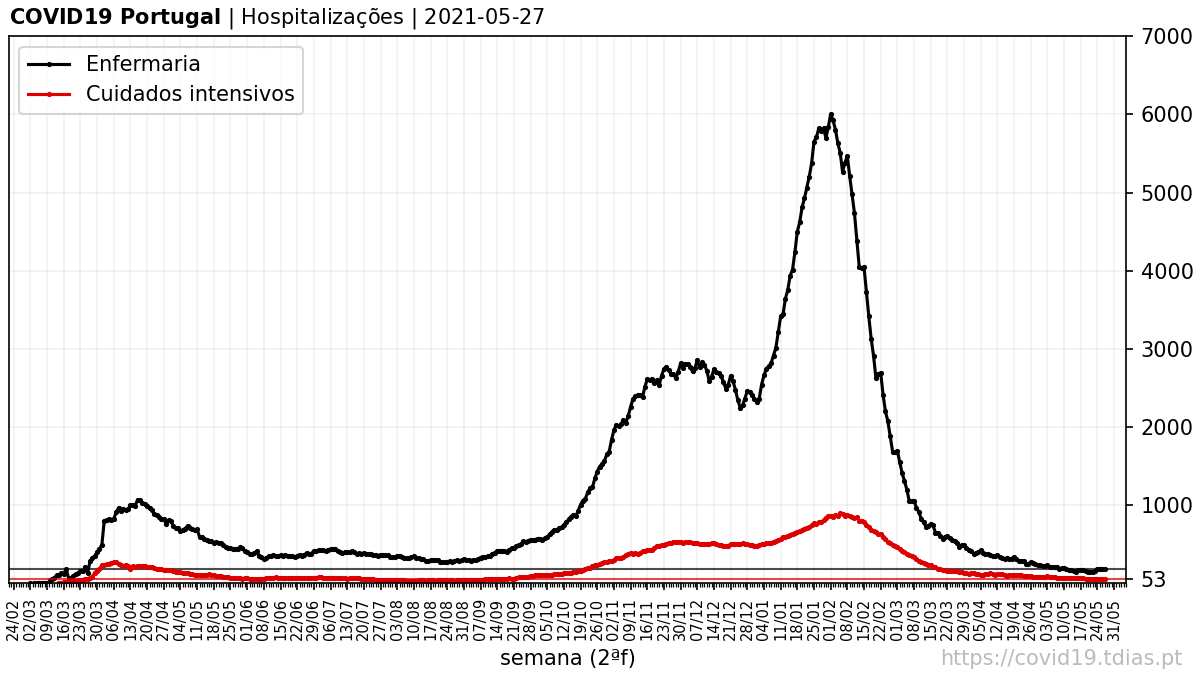 COVID19 Portugal | Hospitalizações | 2021-05-27
Enfermaria
Cuidados intensivos
7000
6000
5000
4000
3000
2000
1000
53
24/02 02/03 09/03 16/03 23/03 30/03 06/04 13/04 20/04 27/04 04/05 11/05 18/05 25/05 01/06 08/06 15/06 22/06 29/06 06/07 13/07 20/07 27/07 03/08 10/08 17/08 24/08 31/08 07/09 14/09 21/09 28/09 05/10 12/10 19/10 26/10 02/11 09/11 16/11 23/11 30/11 07/12 14/12 21/12 28/12 04/01 11/01 18/01 25/01 01/02 08/02 15/02 22/02 01/03 08/03 15/03 22/03 29/03 05/04 12/04 19/04 26/04 03/05 10/05 17/05 24/05 31/05
semana (2ªf)
https://covid19.tdias.pt